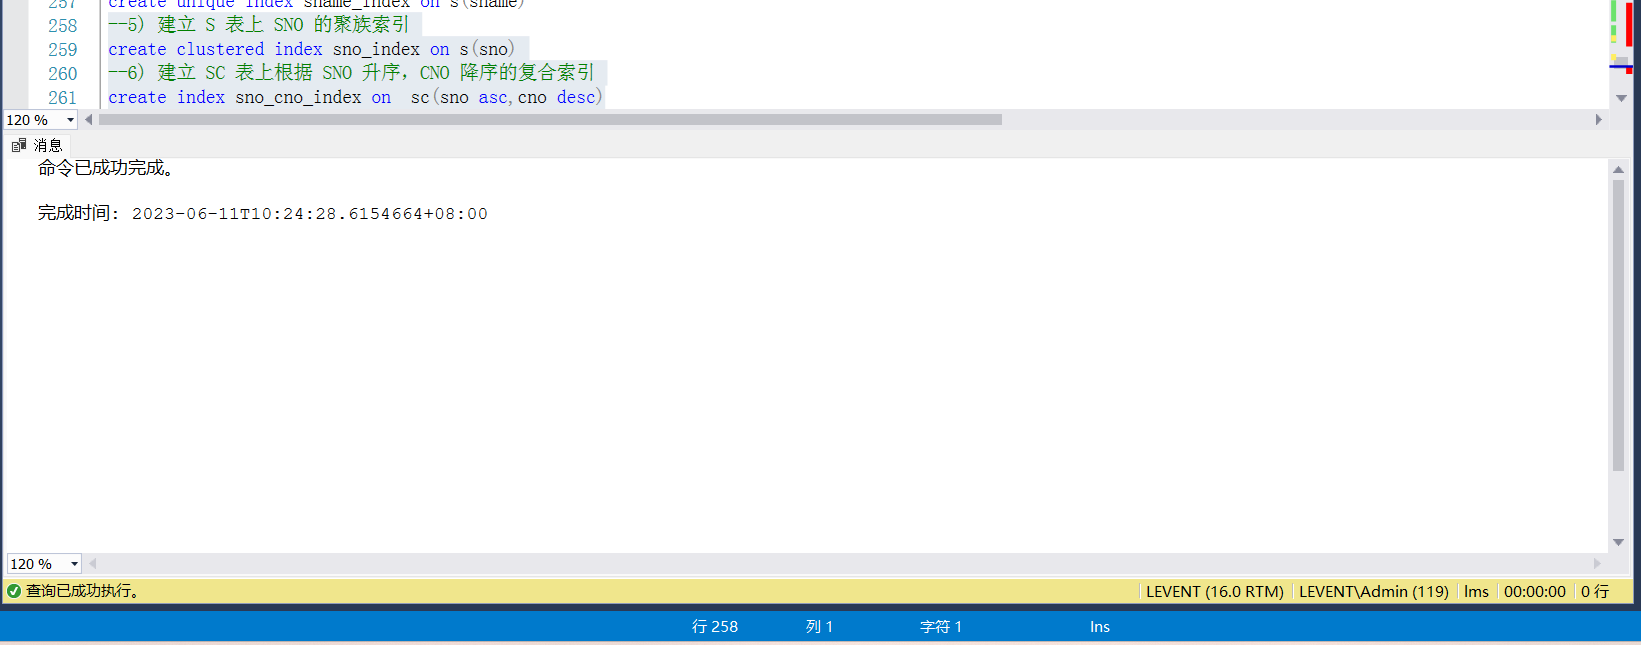 257 create unique index sname_index on s(sname)
258 --5) 建立 S 表上 SNO 的聚族索引
259 create clustered index sno_index on s(sno)
260 --6) 建立 SC 表上根据 SNO 升序，CNO 降序的复合索引
261 create index sno_cno_index on  sc(sno asc,cno desc)
120 %
消息
命令已成功完成。
完成时间: 2023-06-11T10:24:28.6154664+08:00
120 %
查询已成功执行。 LEVENT (16.0 RTM) LEVENT\Admin (119) lms 00:00:00 0 行
行 258 列 1 字符 1 Ins